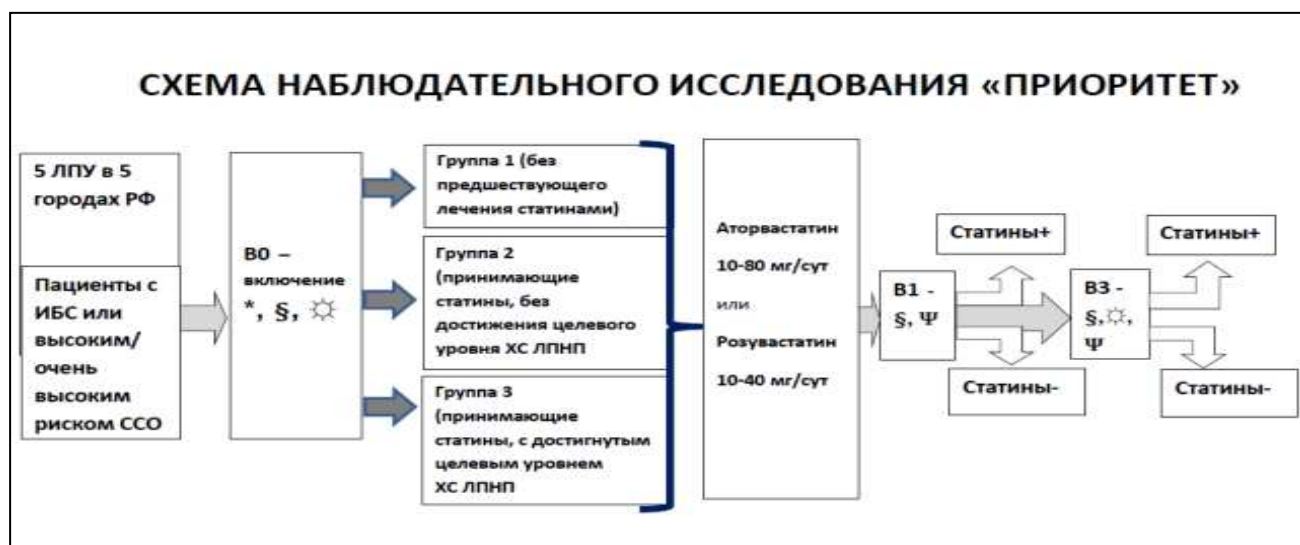 СХЕМА НАБЛЮДАТЕЛЬНОГО ИССЛЕДОВАНИЯ «ПРИОРИТЕТ»
5 ЛПУ в 5
городах РФ
Пациенты с
ИБС или
высоким/
очень
высоким
риском ССО
В0 –
включение
*, §, ☼
Группа 1 (без
предшествующего
лечения статинами)
Группа 2
(принимающие
статины, без
достижения целевого
уровня ХС ЛПНП
Группа 3
(принимающие
статины, с достигнутым
целевым уровнем
ХС ЛПНП
Аторвастатин
10-80 мг/сут
или
Розувастатин
10-40 мг/сут
В1 -
§, Ψ
Статины+
Статины-
В3 -
§,☼,
Ψ
Статины+
Статины-